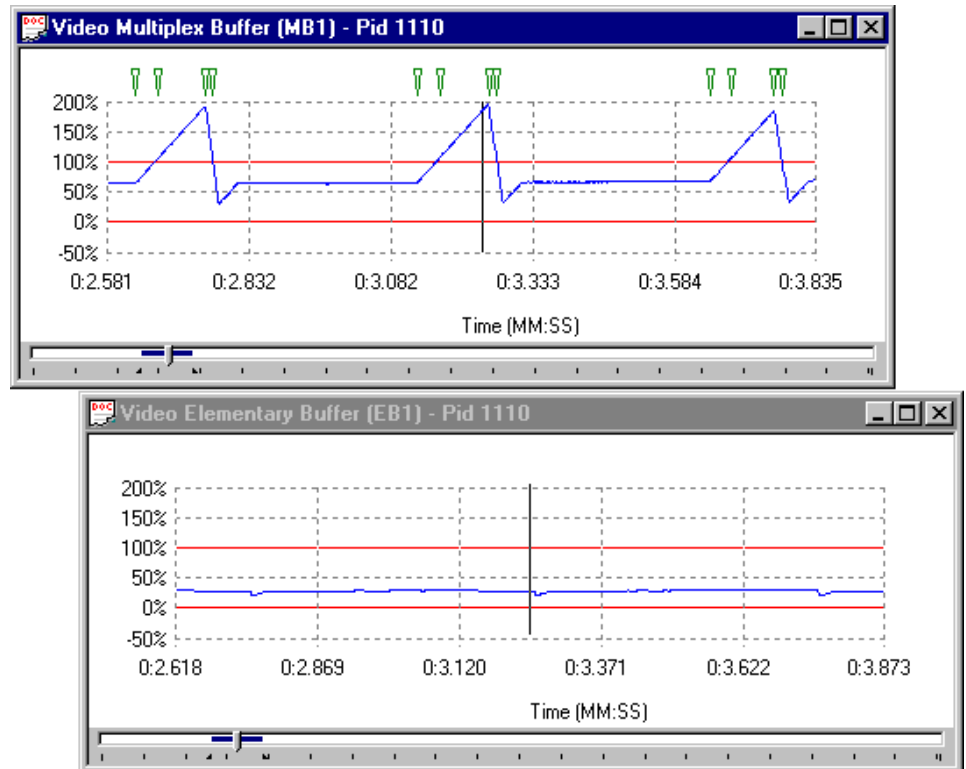 DOC Video Multiplex Buffer (MB1) - Pid 1110
200%
150%
100%
50%
0%
-50%
0:2.581 0:2.832 0:3.082 0:3.333 0:3.584 0:3.835
Time (MM:SS)
DOC Video Elementary Buffer (EB1) - Pid 1110
200%
150%
100%
50%
0%
-50%
0:2.618 0:2.869 0:3.120 0:3.371 0:3.622 0:3.873
Time (MM:SS)